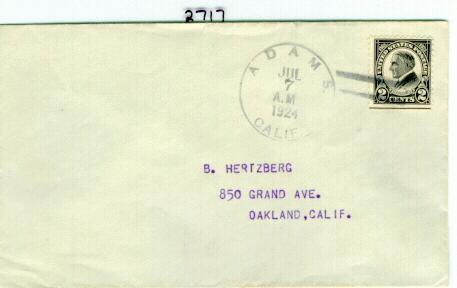 2717
ADAMS
JUL
7
A.M
1924
CALIF.
UNITED STATES POSTAGE
2 CENTS 2
B. HERTZBERG
850 GRAND AVE.
OAKLAND,CALIF.